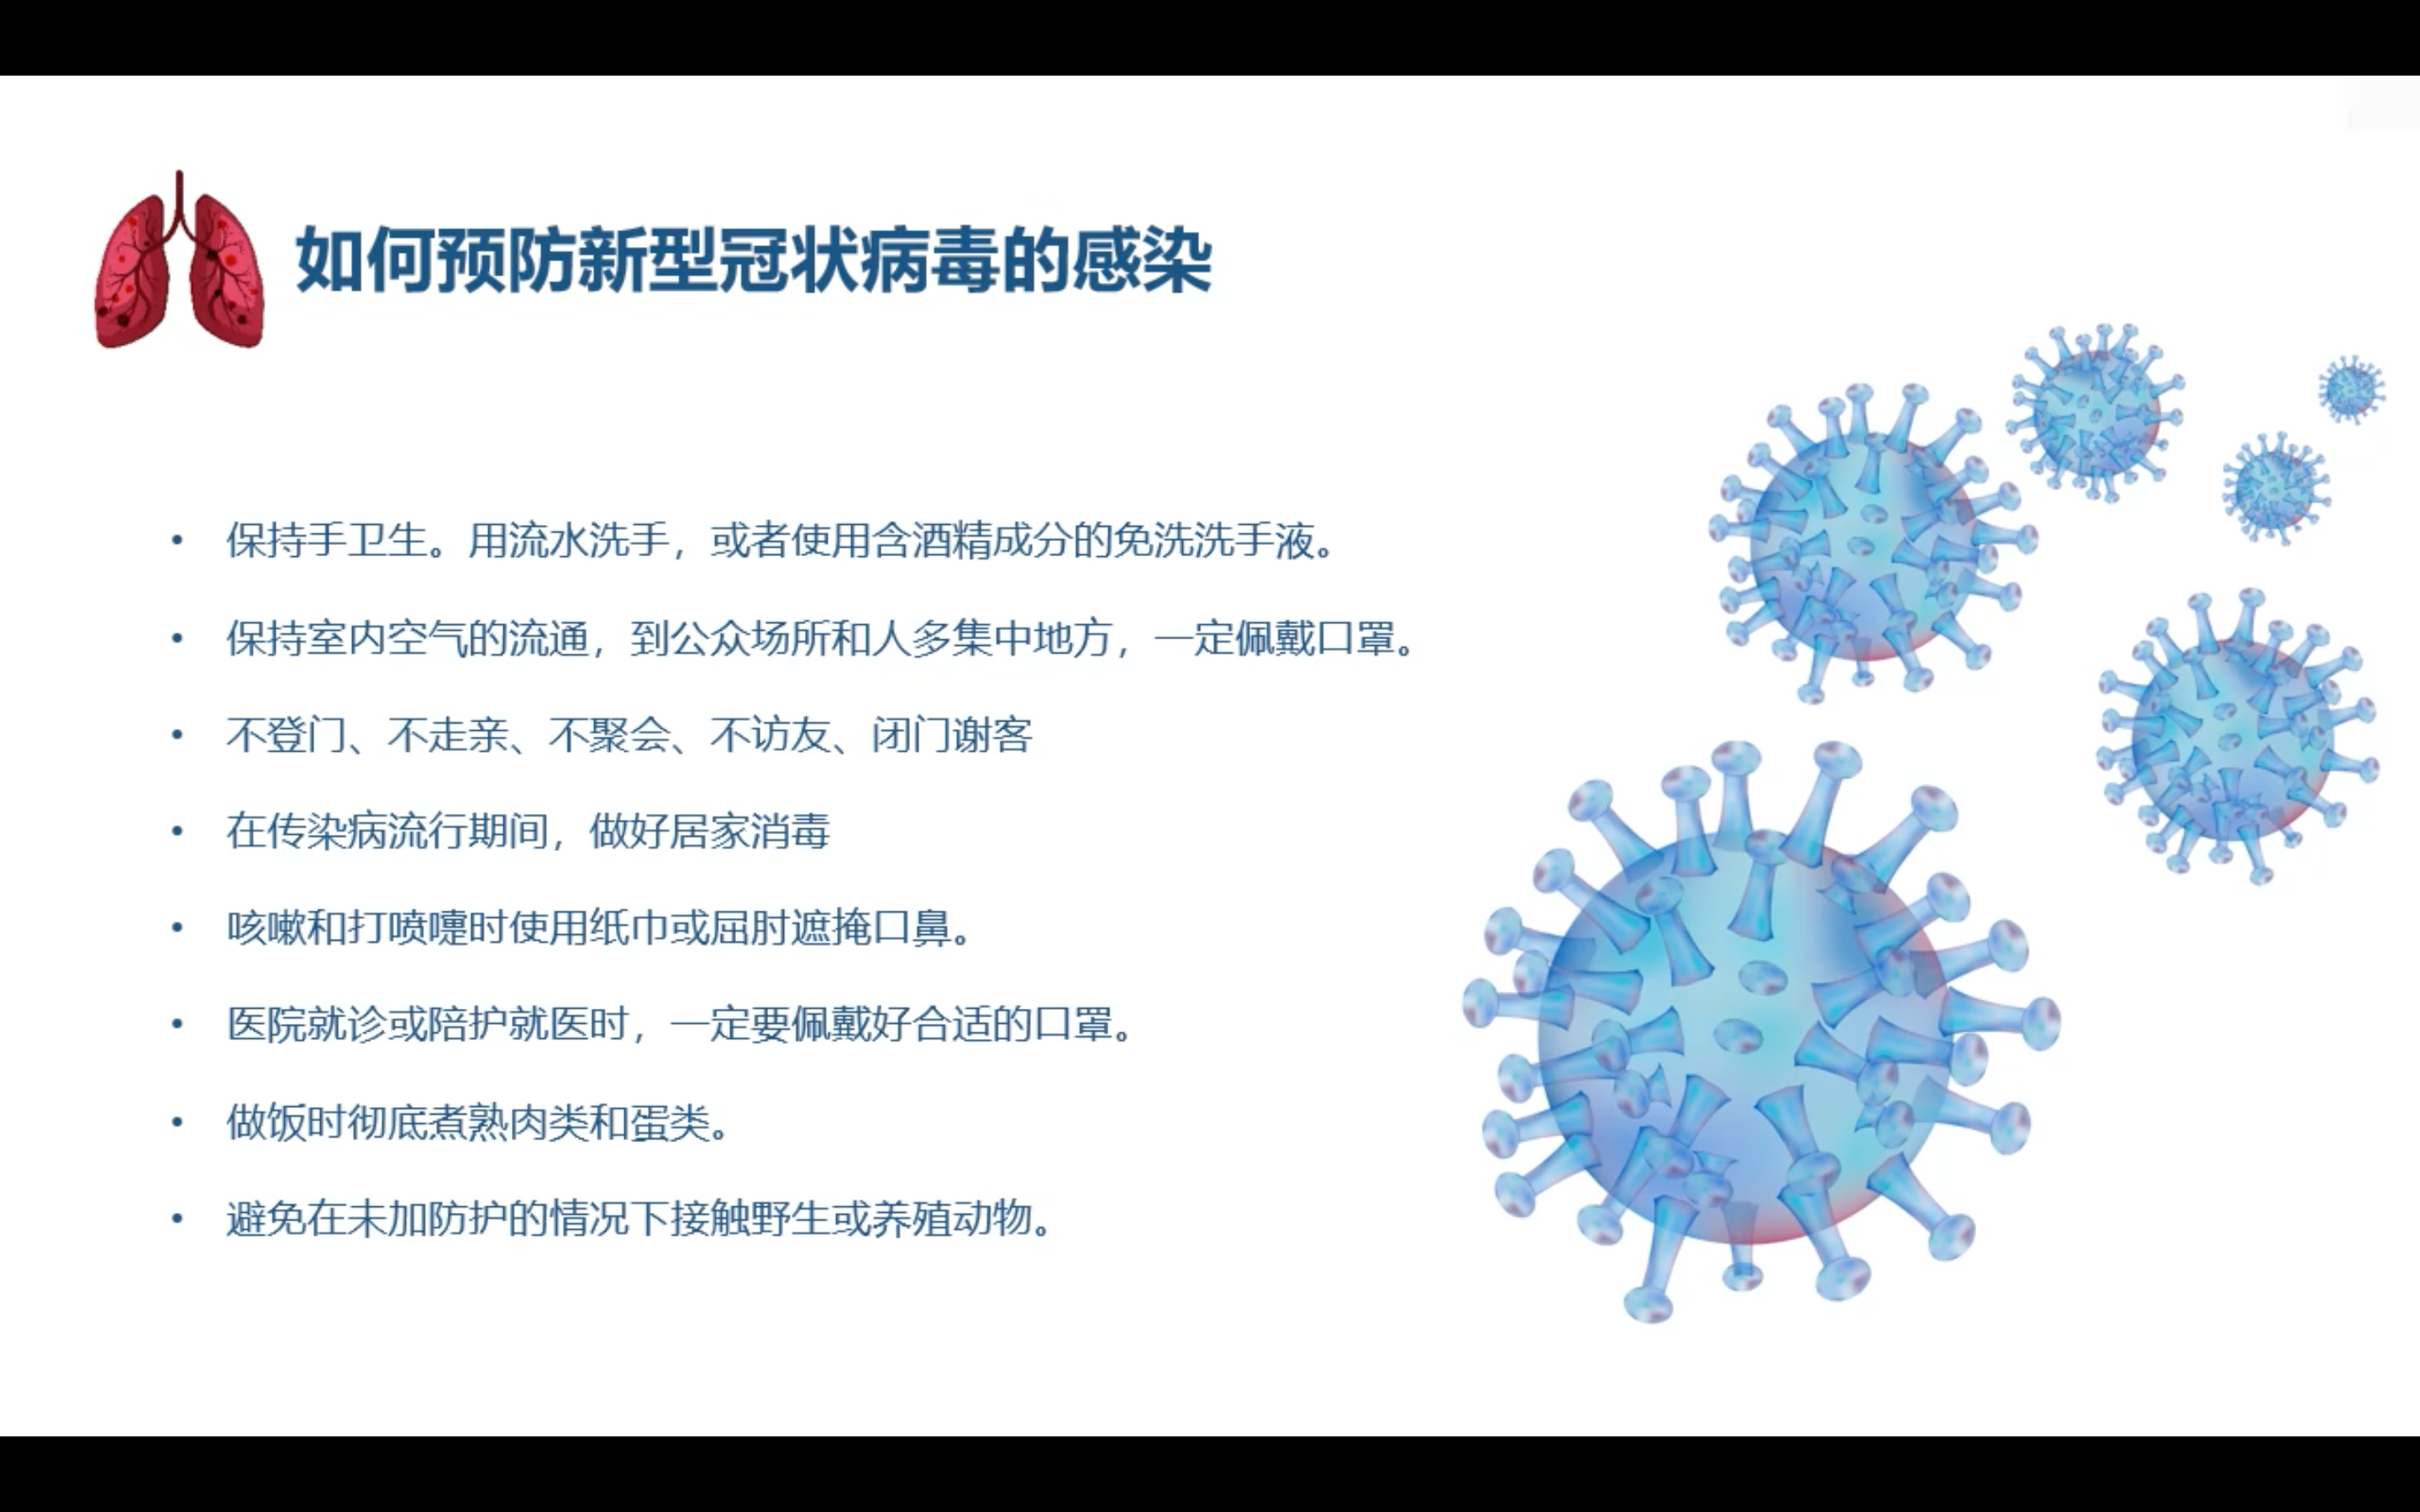 如何预防新型冠状病毒的感染
• 保持手卫生。用流水洗手，或者使用含酒精成分的免洗洗手液。
• 保持室内空气的流通，到公众场所和人多集中地方，一定佩戴口罩。
• 不登门、不走亲、不聚会、不访友、闭门谢客
• 在传染病流行期间，做好居家消毒
• 咳嗽和打喷嚏时使用纸巾或屈肘遮掩口鼻。
• 医院就诊或陪护就医时，一定要佩戴好合适的口罩。
• 做饭时彻底煮熟肉类和蛋类。
• 避免在未加防护的情况下接触野生或养殖动物。